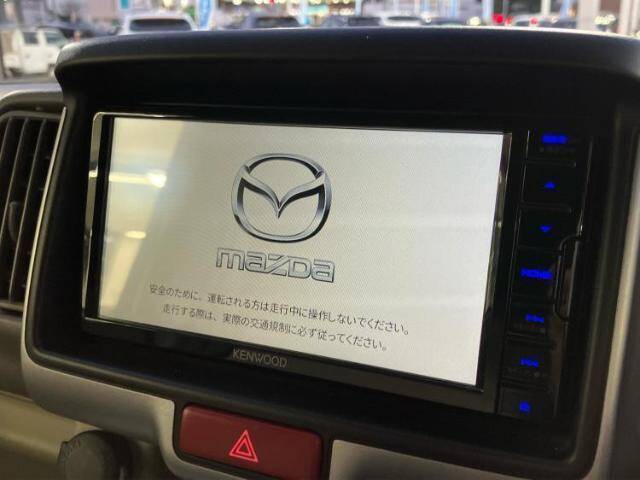 mazda
安全のために、運転される方は走行中に操作しないでください。
走行する際は、実際の交通規制に必ず従ってください。
KENWOOD
HOME